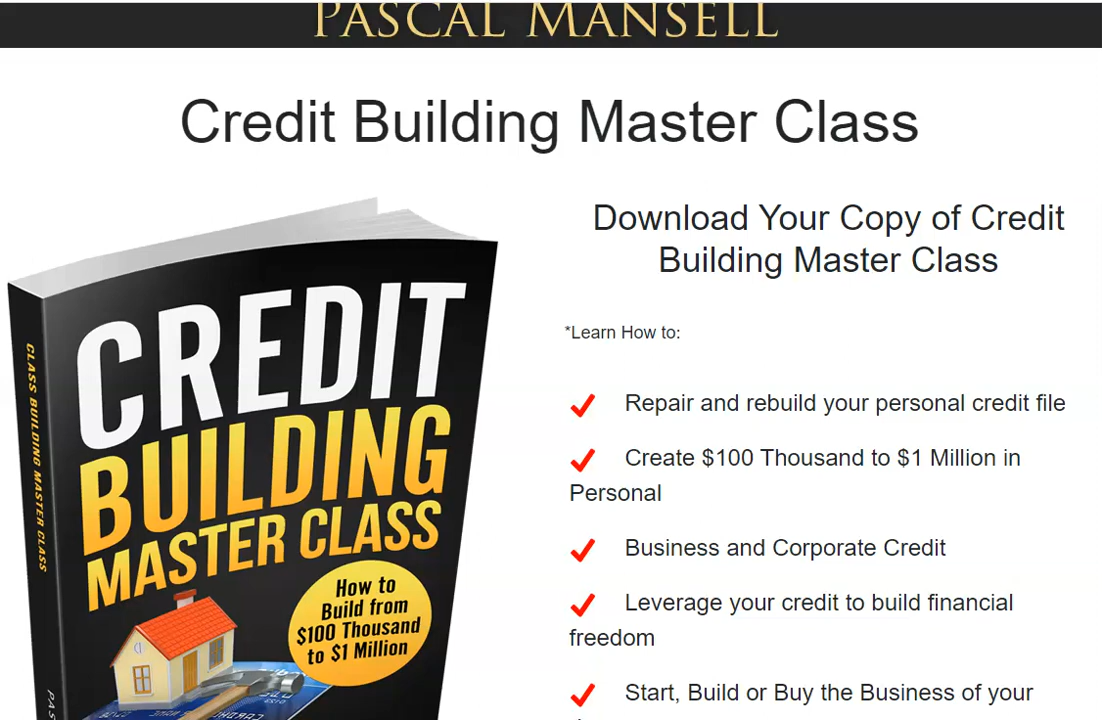 PASCAL MANSELL
Credit Building Master Class
Download Your Copy of Credit
Building Master Class
*Learn How to:
Repair and rebuild your personal credit file
Create $100 Thousand to $1 Million in
Personal
Business and Corporate Credit
Leverage your credit to build financial
freedom
Start, Build or Buy the Business of your
CLASS BUILDING MASTER CLASS
CREDIT
BUILDING
MASTER CLASS
How to
Build from
$100 Thousand
to $1 Million